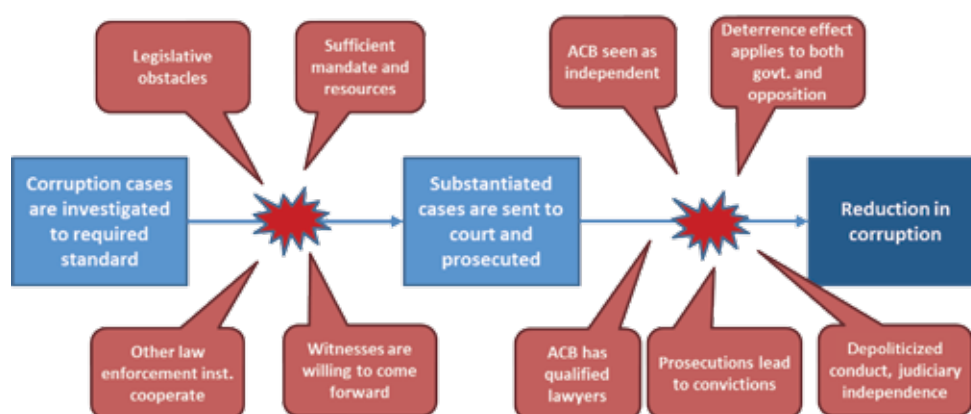 Legislative
obstacles
Sufficient
mandate and
resources
ACB seen as
independent
Deterrence effect
applies to both
govt. and
opposition
Corruption cases
are investigated
to required
standard
Substantiated
cases are sent to
court and
prosecuted
Reduction in
corruption
Other law
enforcement inst.
cooperate
Witnesses are
willing to come
forward
ACB has
qualified
lawyers
Prosecutions lead
to convictions
Depoliticized
conduct, judiciary
independence